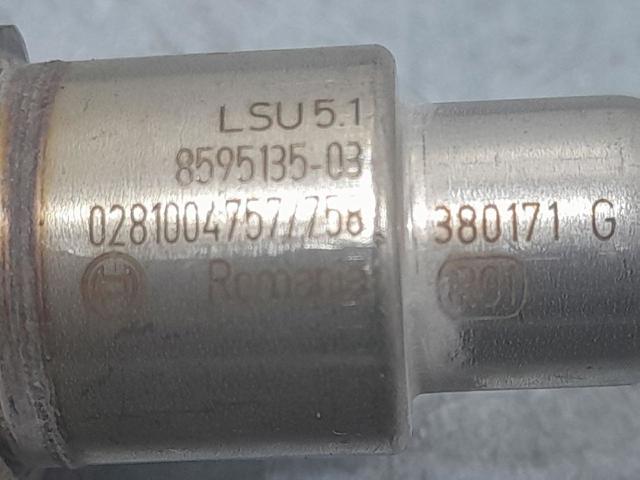 LSU 5.1
8595135-03
0281004757/758
380171 G
Romania